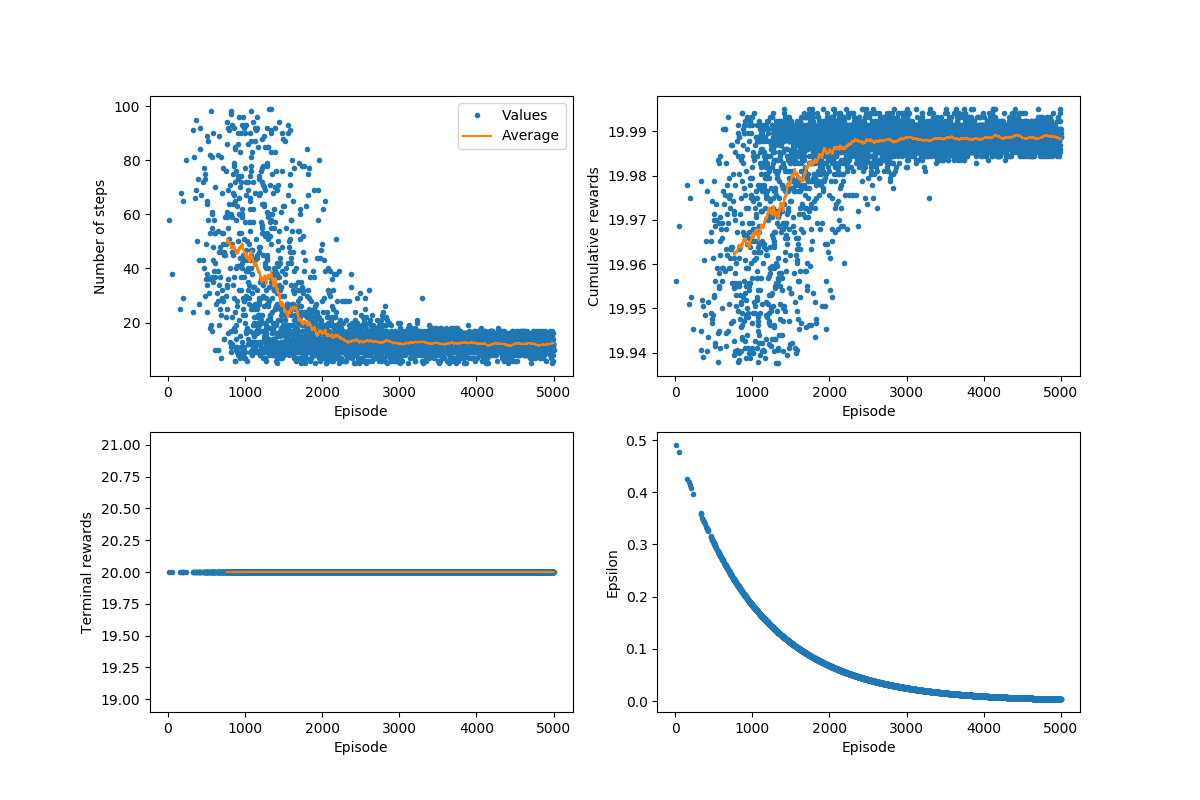 100
80
60
40
20
Number of steps
0 1000 2000 3000 4000 5000
Episode
Values
Average
19.99
19.98
19.97
19.96
19.95
19.94
Cumulative rewards
0 1000 2000 3000 4000 5000
Episode
21.00
20.75
20.50
20.25
20.00
19.75
19.50
19.25
19.00
Terminal rewards
0 1000 2000 3000 4000 5000
Episode
0.5
0.4
0.3
0.2
0.1
0.0
Epsilon
0 1000 2000 3000 4000 5000
Episode